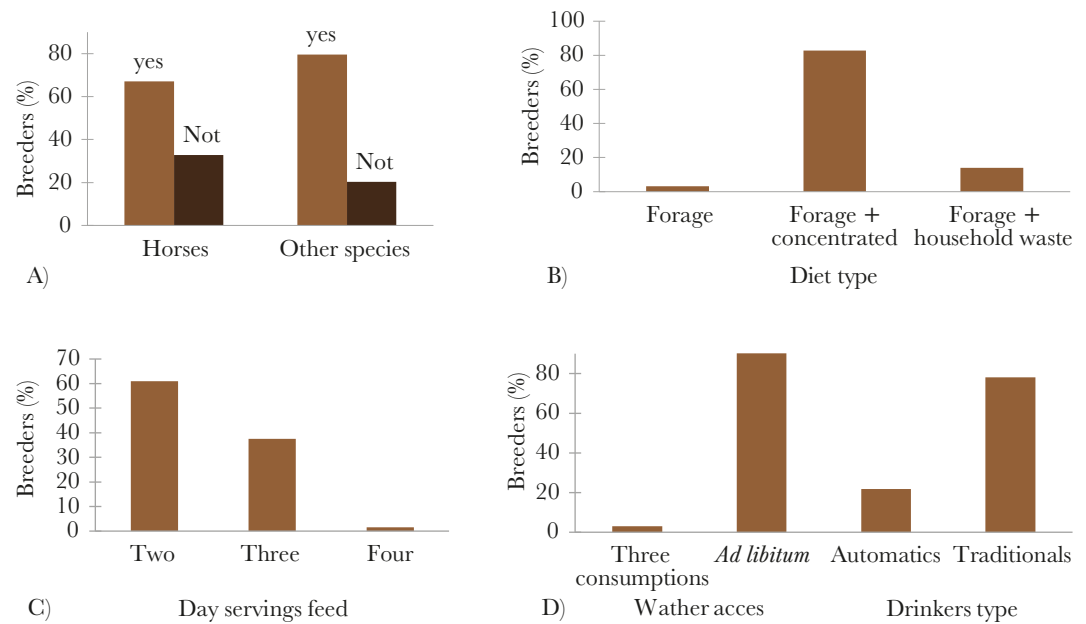 Breeders (%)
80
60
40
20
0
yes
Not
yes
Not
Horses
Other species
A)
Breeders (%)
100
80
60
40
20
0
Forage
Forage +
concentrated
Forage +
household waste
B)
Diet type
Breeders (%)
70
60
50
40
30
20
10
0
Two
Three
Four
C)
Day servings feed
Breeders (%)
80
60
40
20
0
Three
consumptions
Ad libitum
Automatics
Traditionals
D)
Wather acces
Drinkers type